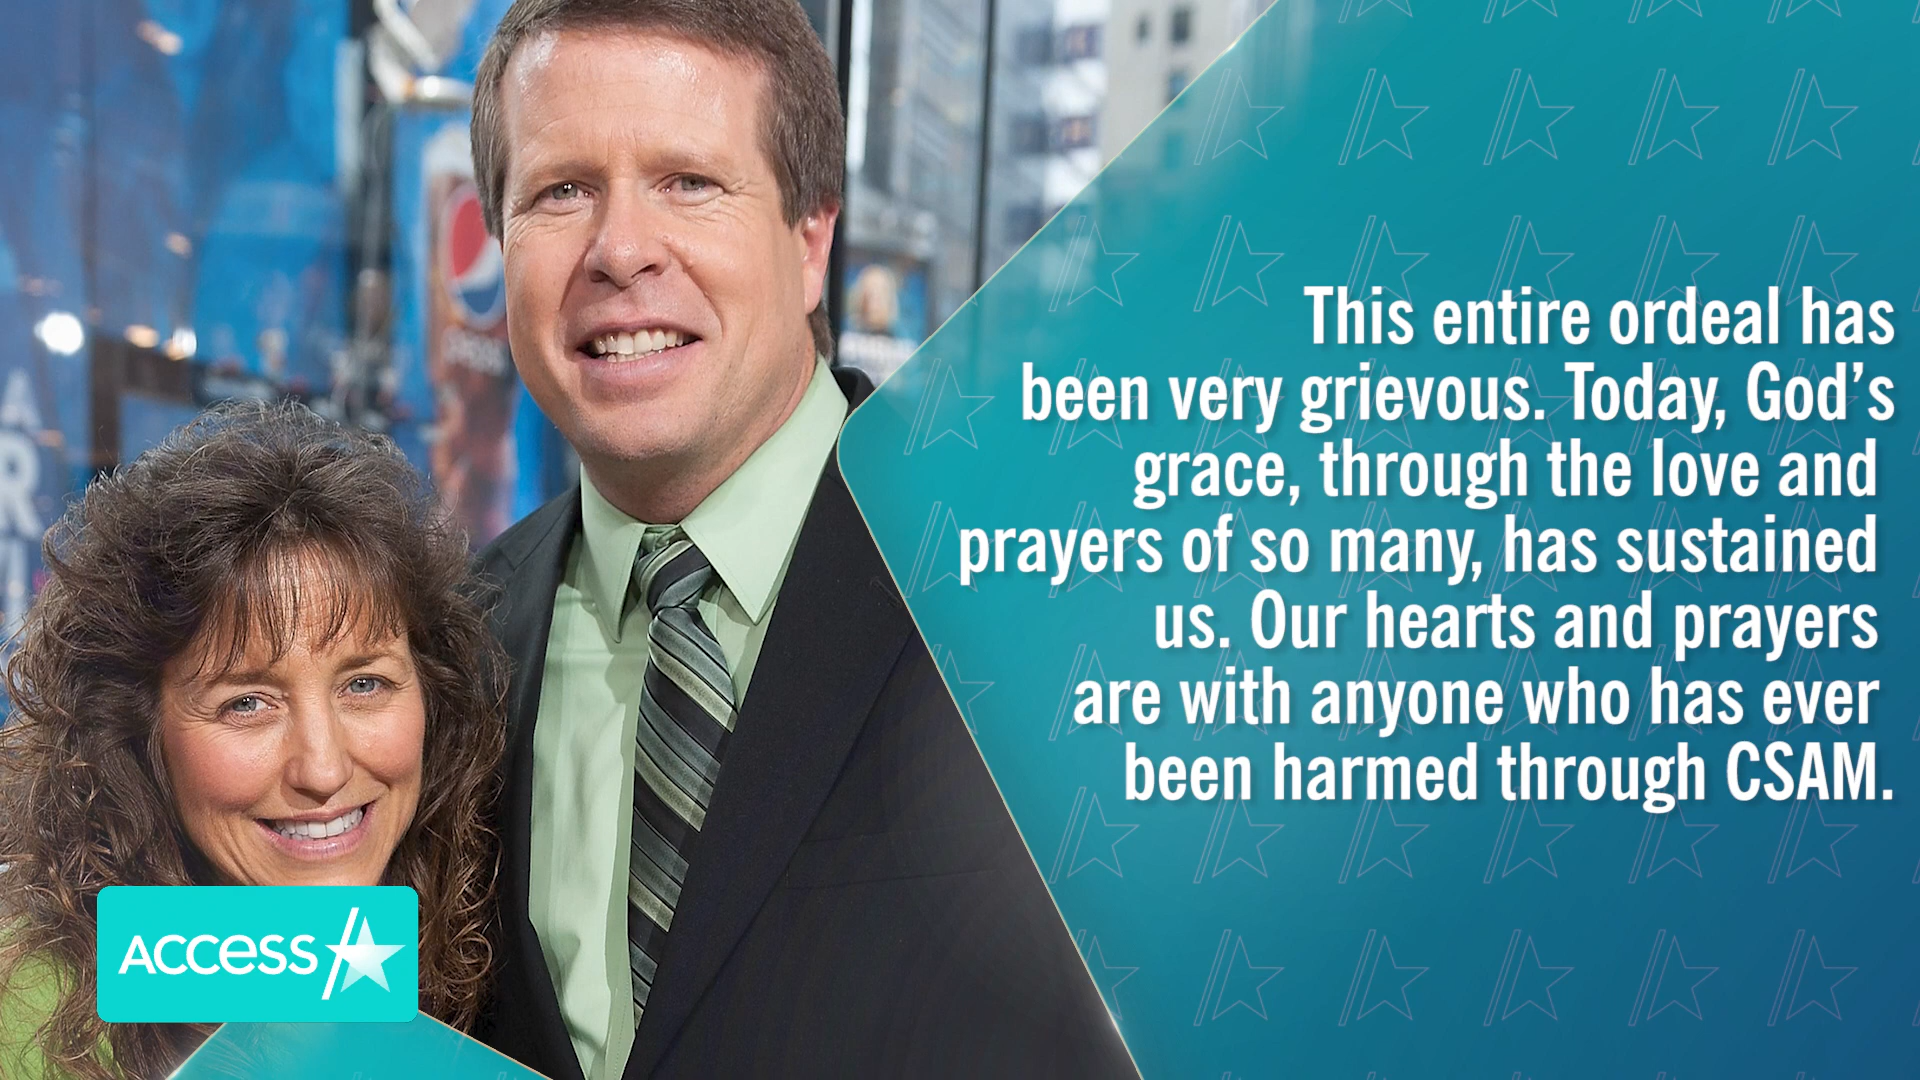 This entire ordeal has
been very grievous. Today, God’s
grace, through the love and
prayers of so many, has sustained
us. Our hearts and prayers
are with anyone who has ever
been harmed through CSAM.
ACCESS